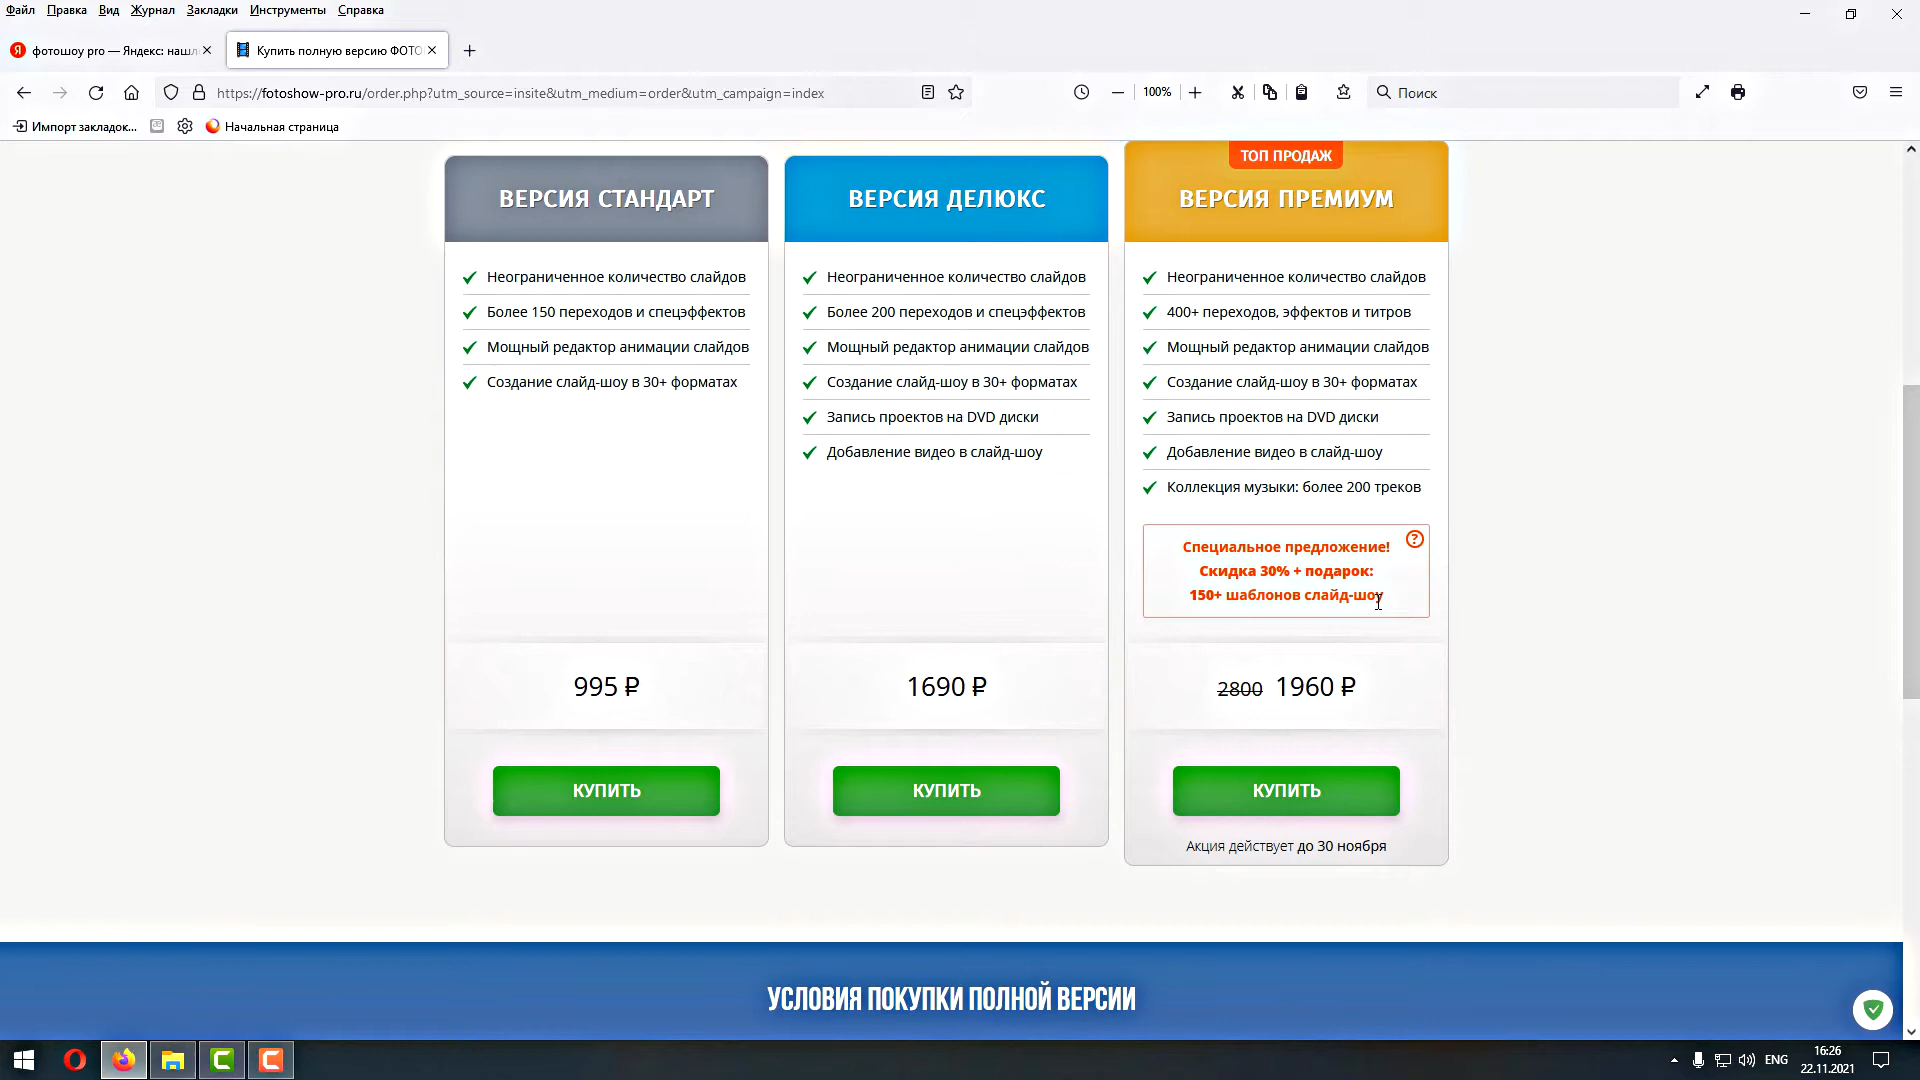 Файл Правка Вид Журнал Закладки Инструменты Справка
фотошоу pro — Яндекс: нашл
Купить полную версию ФОТО
https://fotoshow-pro.ru/order.php?utm_source=insite&utm_medium=order&utm_campaign=index
100%
Поиск
Импорт закладок...
Начальная страница
ВЕРСИЯ СТАНДАРТ
Неограниченное количество слайдов
Более 150 переходов и спецэффектов
Мощный редактор анимации слайдов
Создание слайд-шоу в 30+ форматах
995 ₽
КУПИТЬ
ВЕРСИЯ ДЕЛЮКС
Неограниченное количество слайдов
Более 200 переходов и спецэффектов
Мощный редактор анимации слайдов
Создание слайд-шоу в 30+ форматах
Запись проектов на DVD диски
Добавление видео в слайд-шоу
1690 ₽
КУПИТЬ
ТОП ПРОДАЖ
ВЕРСИЯ ПРЕМИУМ
Неограниченное количество слайдов
400+ переходов, эффектов и титров
Мощный редактор анимации слайдов
Создание слайд-шоу в 30+ форматах
Запись проектов на DVD диски
Добавление видео в слайд-шоу
Коллекция музыки: более 200 треков
Специальное предложение!
Скидка 30% + подарок:
150+ шаблонов слайд-шоу
2800 1960 ₽
КУПИТЬ
Акция действует до 30 ноября
УСЛОВИЯ ПОКУПКИ ПОЛНОЙ ВЕРСИИ
ENG
16:26
22.11.2021